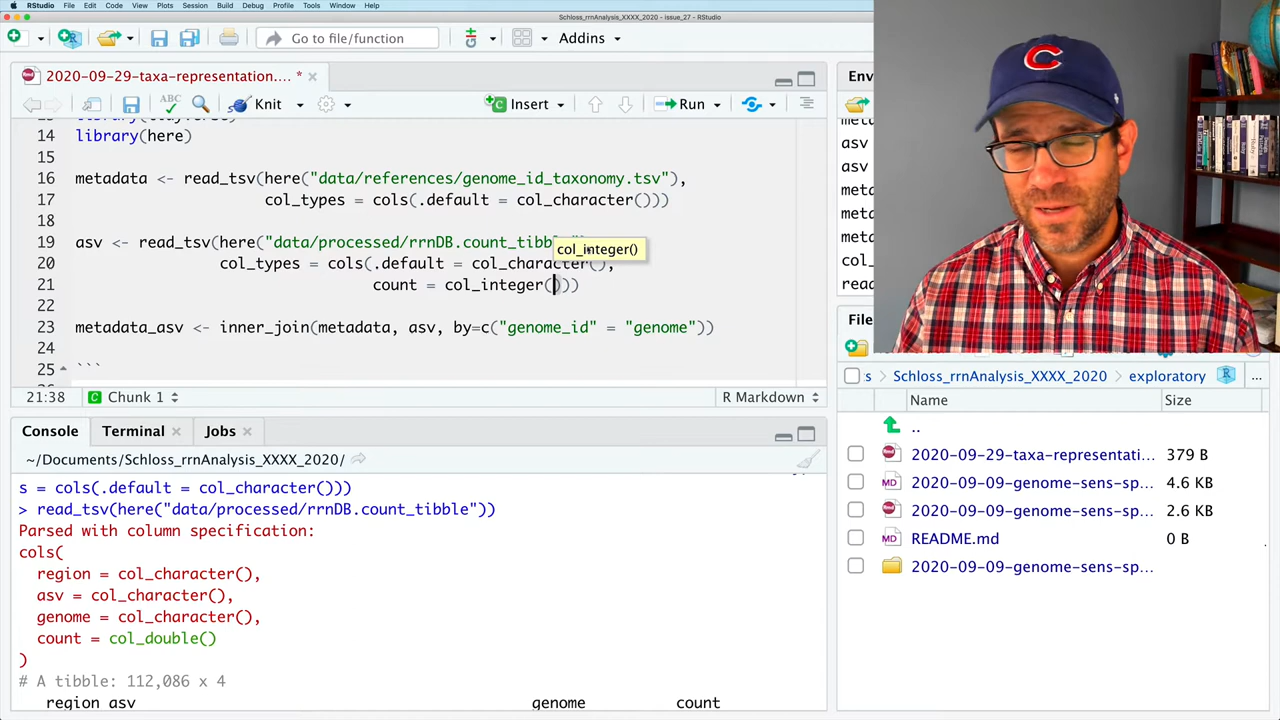 RStudio File Edit Code View Plots Session Build Debug Profile Tools Window Help
Schloss_rrnAnalysis_XXXX_2020 - issue_27 - RStudio
Go to file/function Addins
2020-09-29-taxa-representation.... *
Knit Insert Run
14 library(here)
15
16 metadata <- read_tsv(here("data/references/genome_id_taxonomy.tsv"),
17 col_types = cols(.default = col_character()))
18
19 asv <- read_tsv(here("data/processed/rrnDB.count_tibble
col_integer()
20 col_types = cols(.default = col_character(),
21 count = col_integer()))
22
23 metadata_asv <- inner_join(metadata, asv, by=c("genome_id" = "genome"))
24
25 ```
21:38 Chunk 1 R Markdown
Console Terminal Jobs
~/Documents/Schloss_rrnAnalysis_XXXX_2020/
s = cols(.default = col_character()))
> read_tsv(here("data/processed/rrnDB.count_tibble"))
Parsed with column specification:
cols(
region = col_character(),
asv = col_character(),
genome = col_character(),
count = col_double()
)
# A tibble: 112,086 x 4
region asv genome count
Env
asv
asv
meta
meta
meta
col_
read
File
s > Schloss_rrnAnalysis_XXXX_2020 > exploratory ...
Name Size
..
2020-09-29-taxa-representati... 379 B
2020-09-09-genome-sens-sp... 4.6 KB
2020-09-09-genome-sens-sp... 2.6 KB
README.md 0 B
2020-09-09-genome-sens-sp...
C